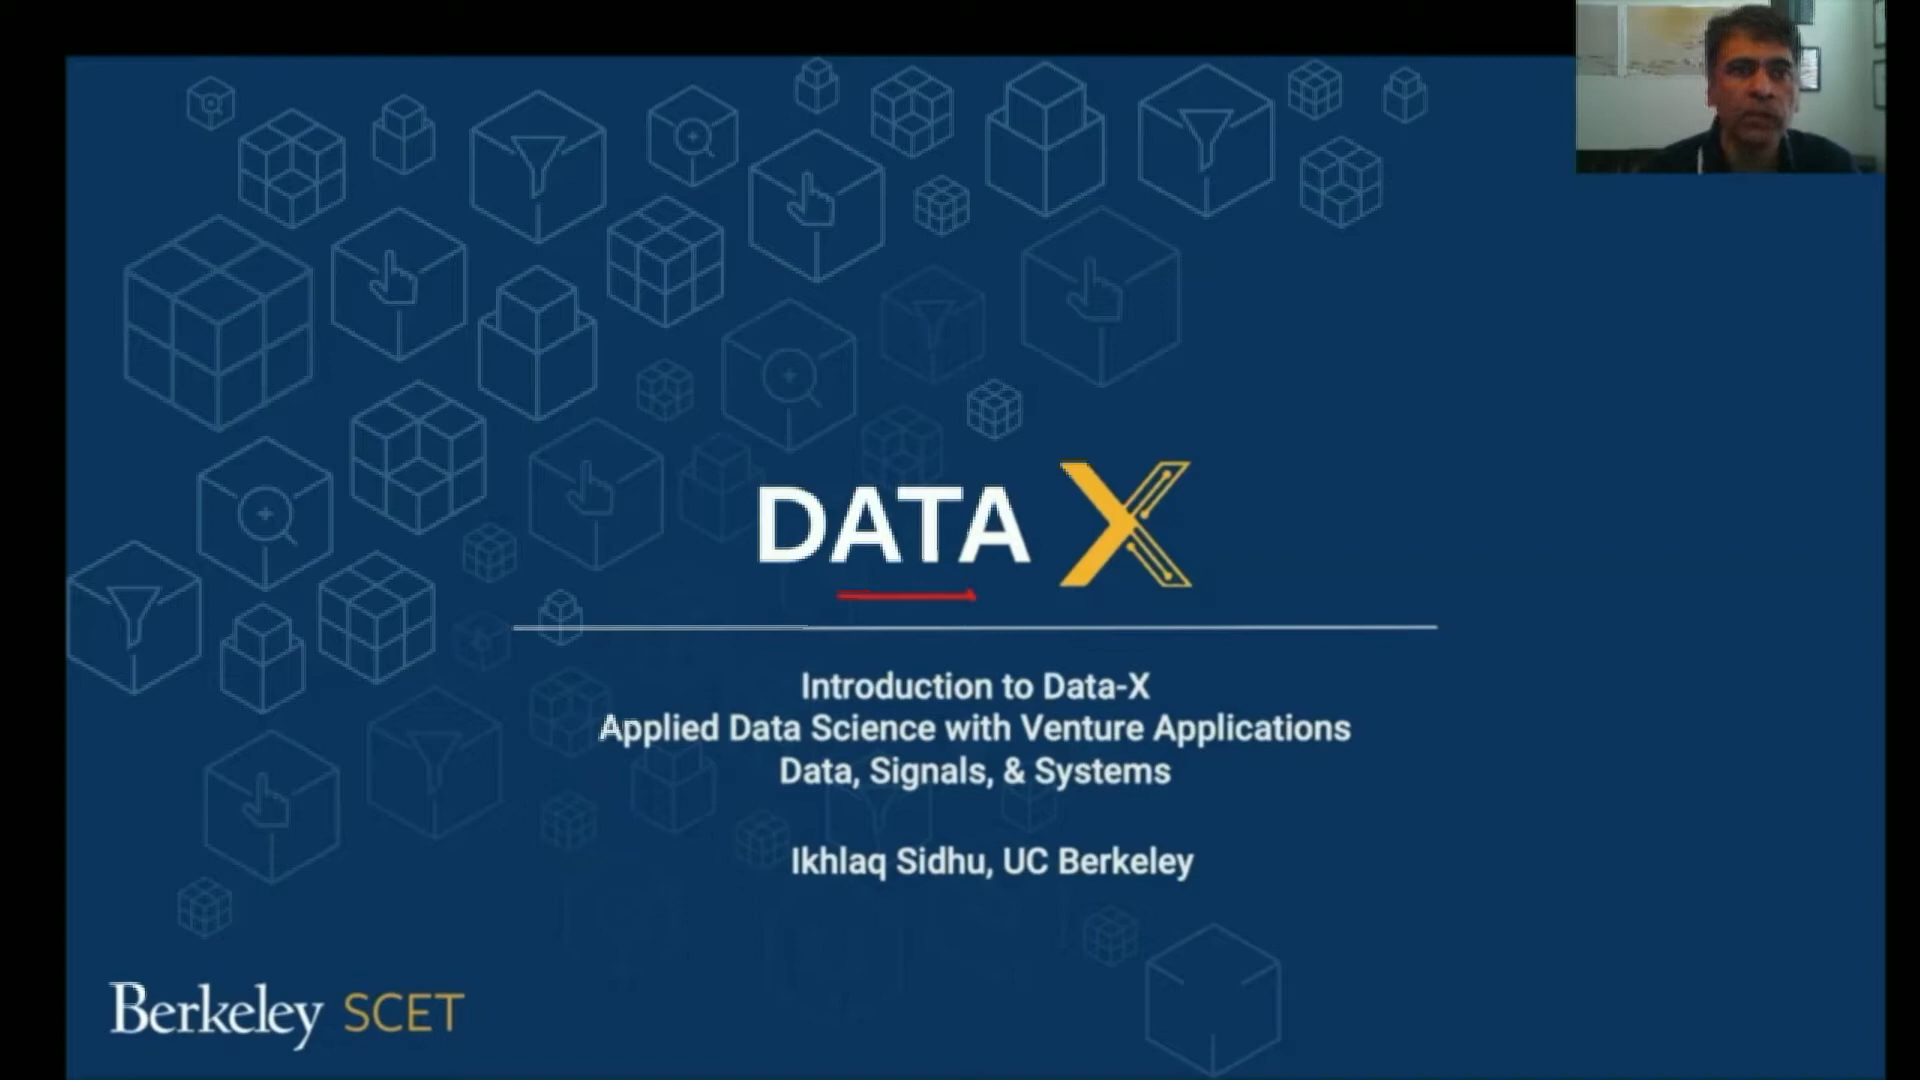 DATA X
Introduction to Data-X
Applied Data Science with Venture Applications
Data, Signals, & Systems
Ikhlaq Sidhu, UC Berkeley
Berkeley SCET